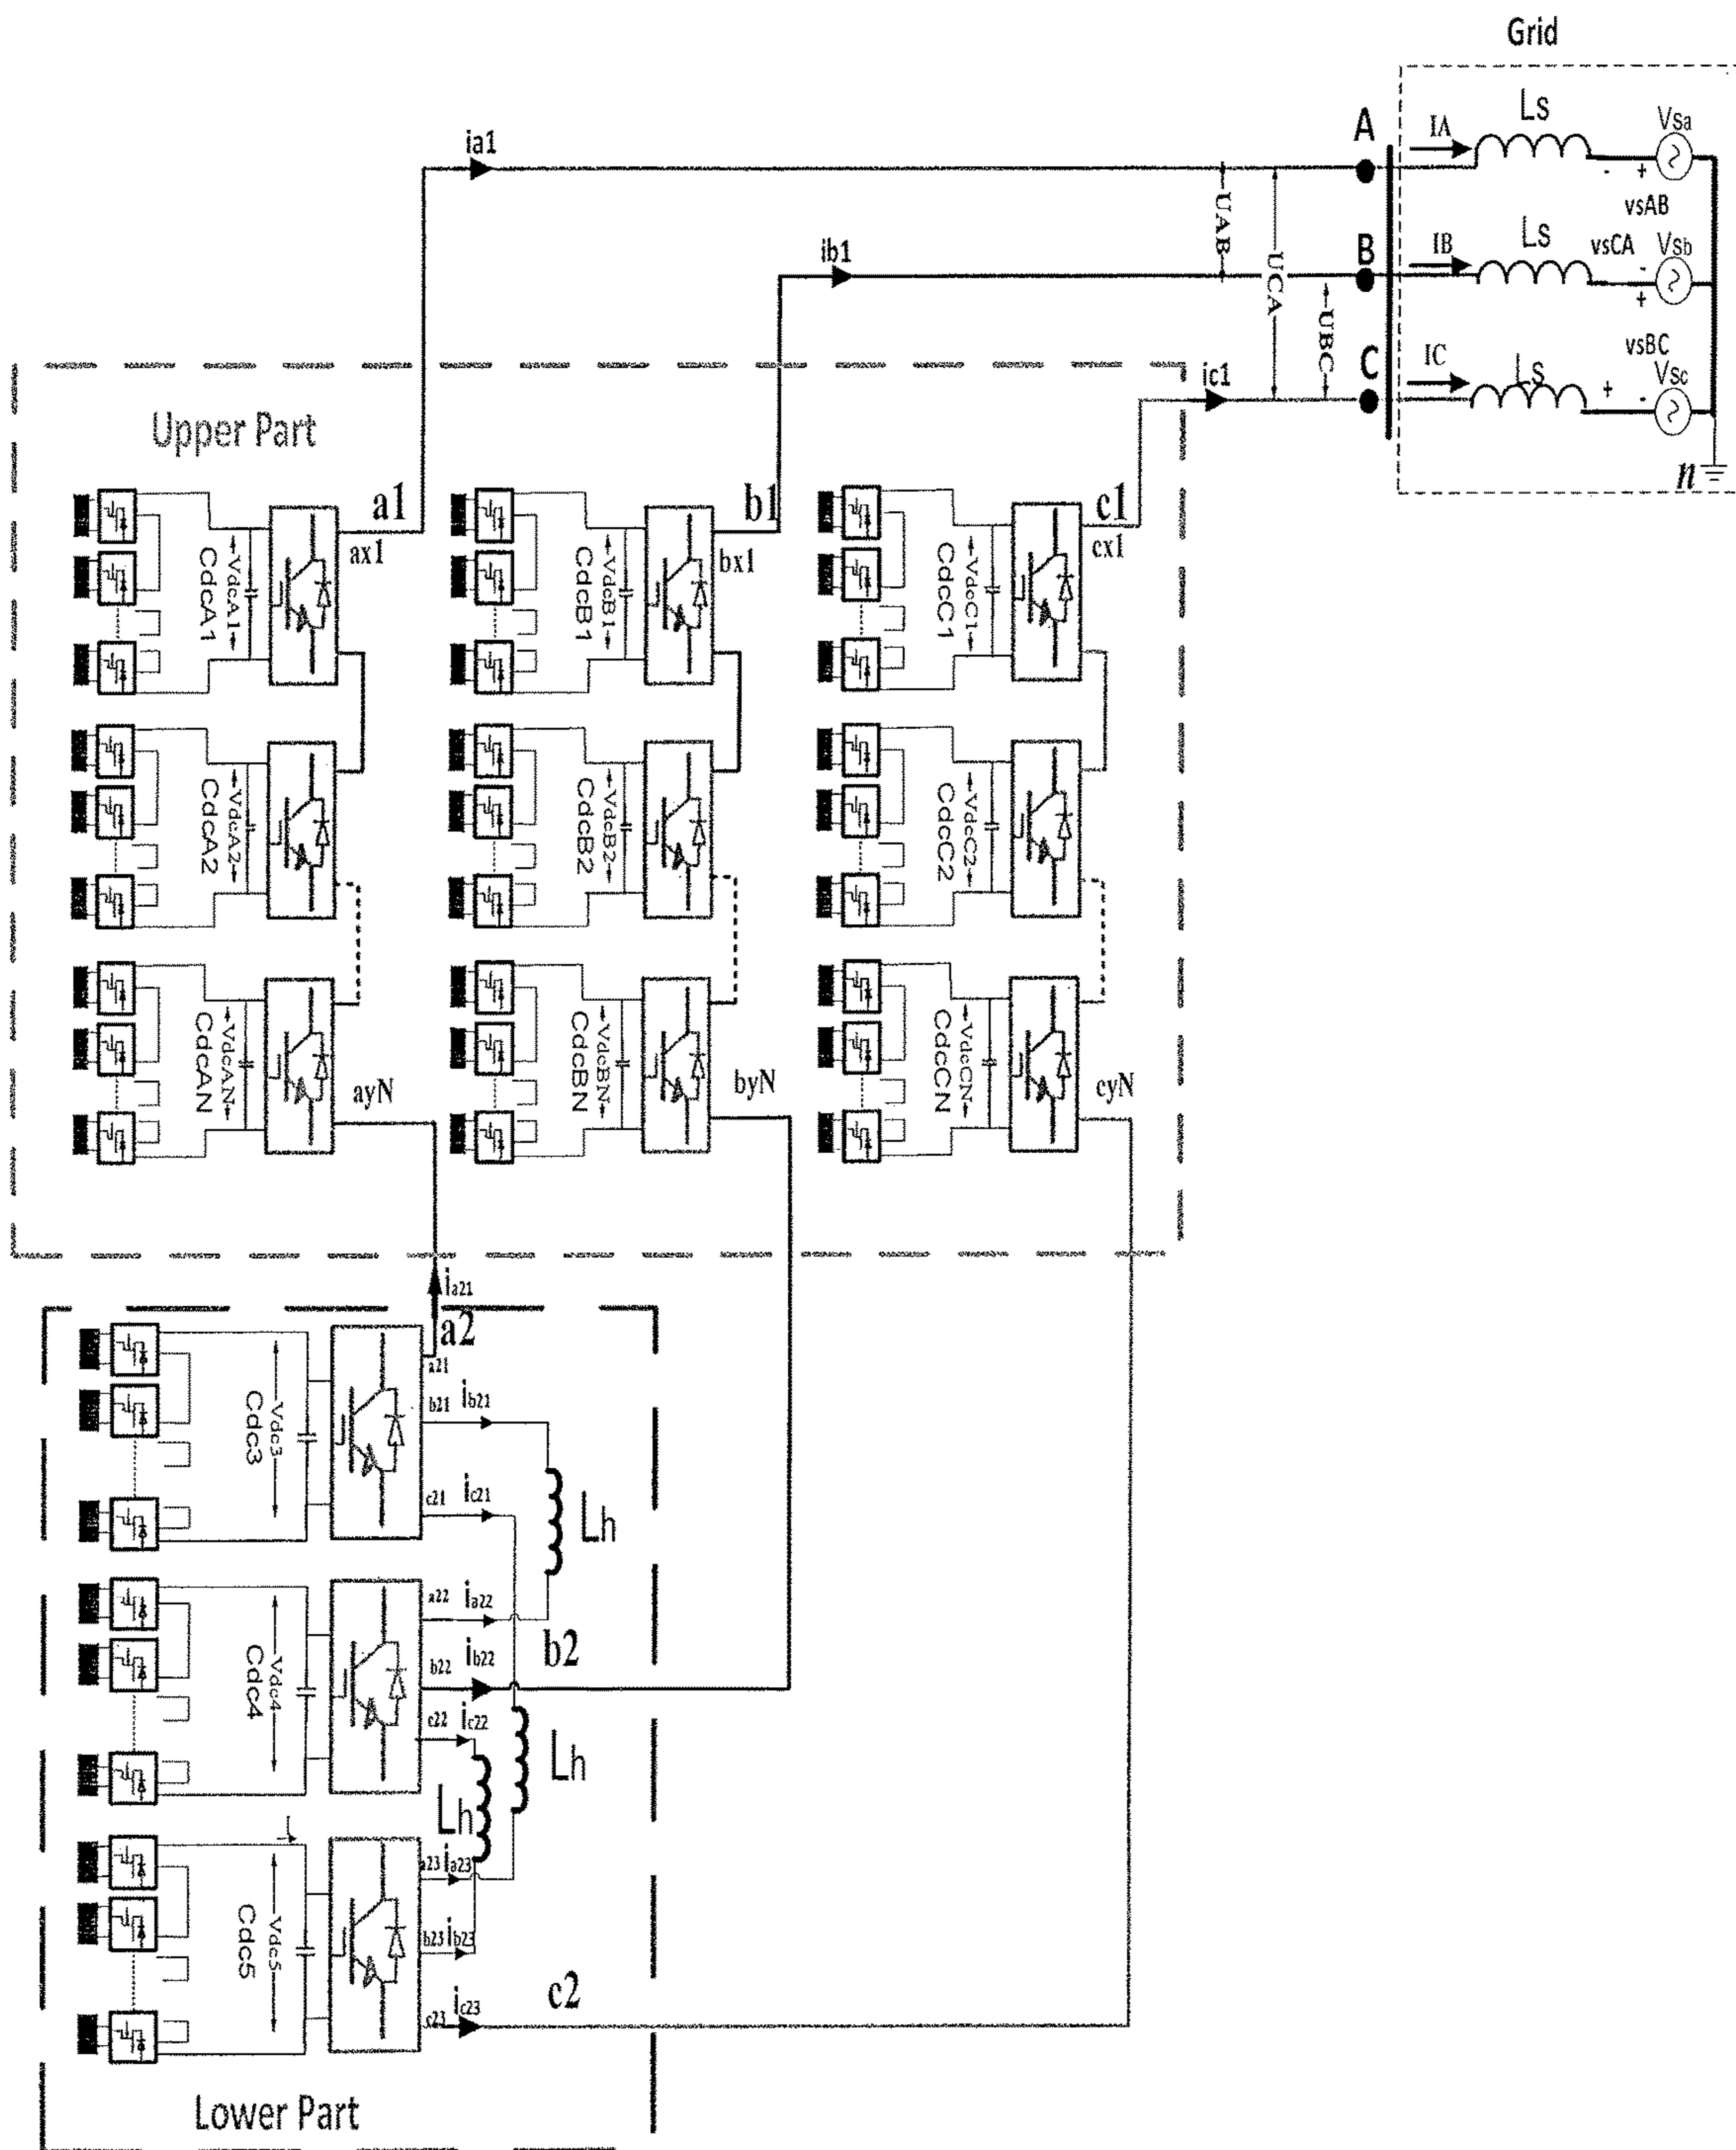 Grid
A
IA
Ls
Vsa
- +
vsAB
ia1
UAB
ib1
B
IB
Ls
vsCA
Vsb
-
+
UCA
UBC
vsBC
ic1
C
IC
Ls
+ -
Vsc
n
Upper Part
a1
ax1
b1
bx1
c1
cx1
VdcA1
CdcA1
VdcB1
CdcB1
VdcC1
CdcC1
VdcA2
CdcA2
VdcB2
CdcB2
VdcC2
CdcC2
VdcAN
CdcAN
VdcBN
CdcBN
VdcCN
CdcCN
ayN
byN
cyN
ia21
a2
a21
b21
ib21
Vdc3
Cdc3
c21
ic21
Lh
a22
ia22
b2
b22
ib22
Vdc4
Cdc4
c22
ic22
Lh
Lh
a23
ia23
Vdc5
Cdc5
b23
ib23
c2
c23
ic23
Lower Part